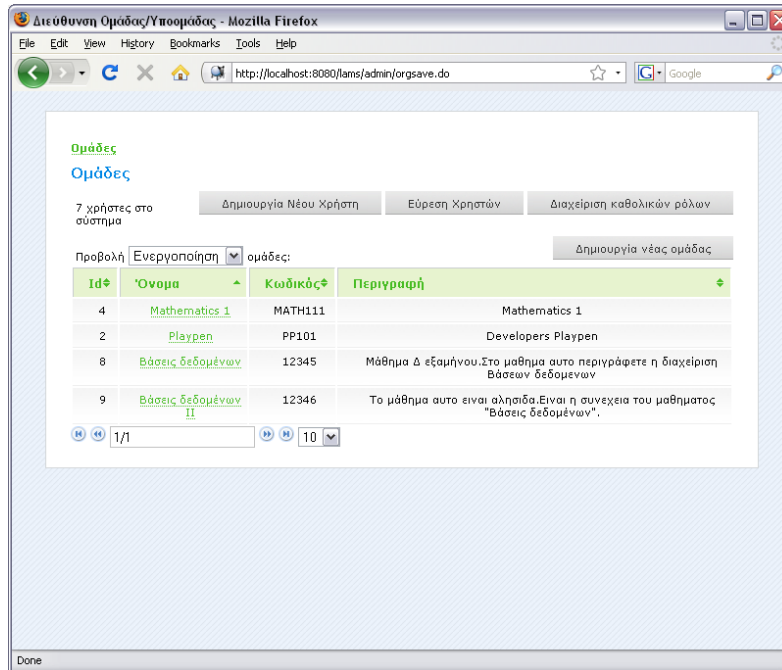 Διεύθυνση Ομάδας/Υποομάδας - Mozilla Firefox
File Edit View History Bookmarks Tools Help
http://localhost:8080/lams/admin/orgsave.do
Google
Ομάδες
Ομάδες
7 χρήστες στο σύστημα
Δημιουργία Νέου Χρήστη Εύρεση Χρηστών Διαχείριση καθολικών ρόλων
Δημιουργία νέας ομάδας
Προβολή Ενεργοποίηση ομάδες:
Id Όνομα Κωδικός Περιγραφή
4 Mathematics 1 MATH111 Mathematics 1
2 Playpen PP101 Developers Playpen
8 Βάσεις δεδομένων 12345 Μάθημα Δ εξαμήνου.Στο μαθημα αυτο περιγράφετε η διαχείριση
Βάσεων δεδομενων
9 Βάσεις δεδομένων 12346 Το μάθημα αυτο ειναι αλησιδα.Ειναι η συνεχεια του μαθηματος
II "Βάσεις δεδομένων".
1/1 10
Done